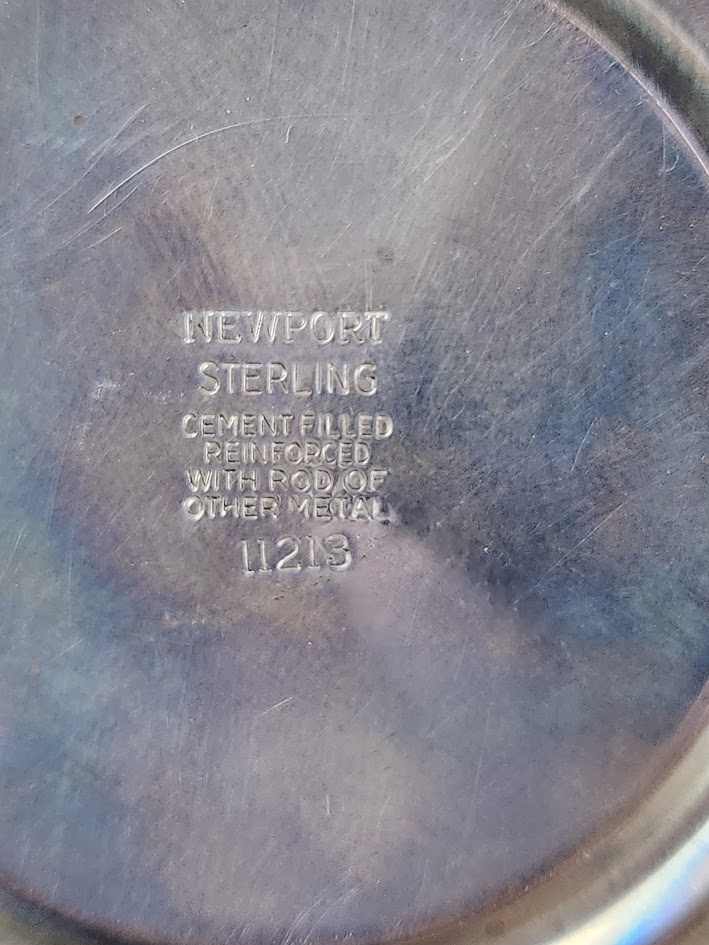 NEWPORT
STERLING
CEMENT FILLED
REINFORCED
WITH ROD OF
OTHER METAL
11213